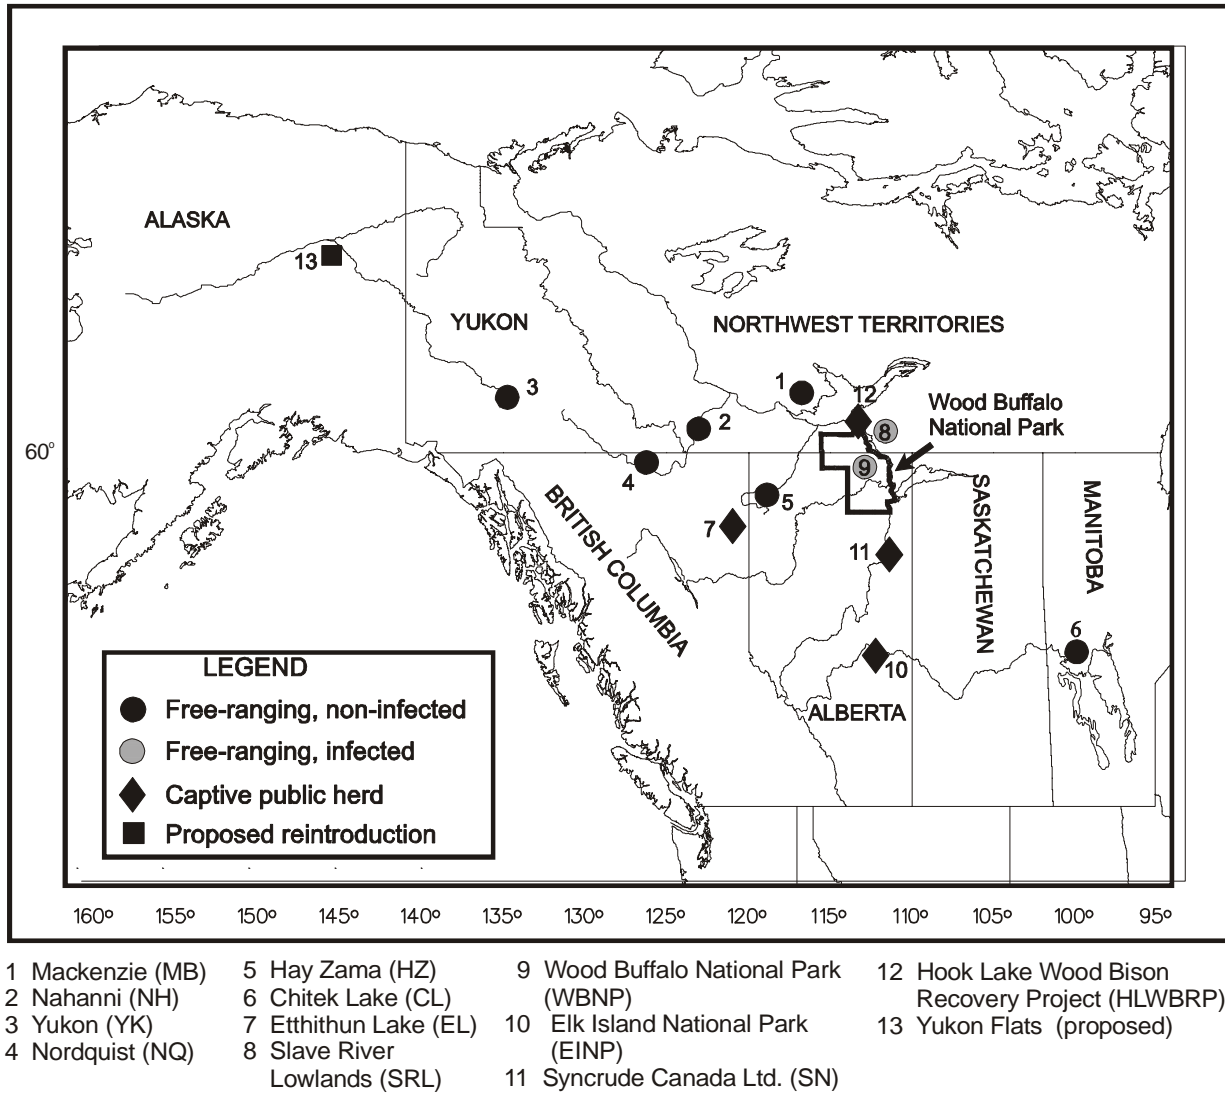 ALASKA
13
YUKON
NORTHWEST TERRITORIES
3
1
12
2
8
Wood Buffalo
National Park
60°
4
9
5
7
11
BRITISH COLUMBIA
SASKATCHEWAN
MANITOBA
6
10
ALBERTA
LEGEND
Free-ranging, non-infected
Free-ranging, infected
Captive public herd
Proposed reintroduction
160° 155° 150° 145° 140° 135° 130° 125° 120° 115° 110° 105° 100° 95°
1 Mackenzie (MB)
2 Nahanni (NH)
3 Yukon (YK)
4 Nordquist (NQ)
5 Hay Zama (HZ)
6 Chitek Lake (CL)
7 Etthithun Lake (EL)
8 Slave River
Lowlands (SRL)
9 Wood Buffalo National Park
(WBNP)
10 Elk Island National Park
(EINP)
11 Syncrude Canada Ltd. (SN)
12 Hook Lake Wood Bison
Recovery Project (HLWBRP)
13 Yukon Flats (proposed)